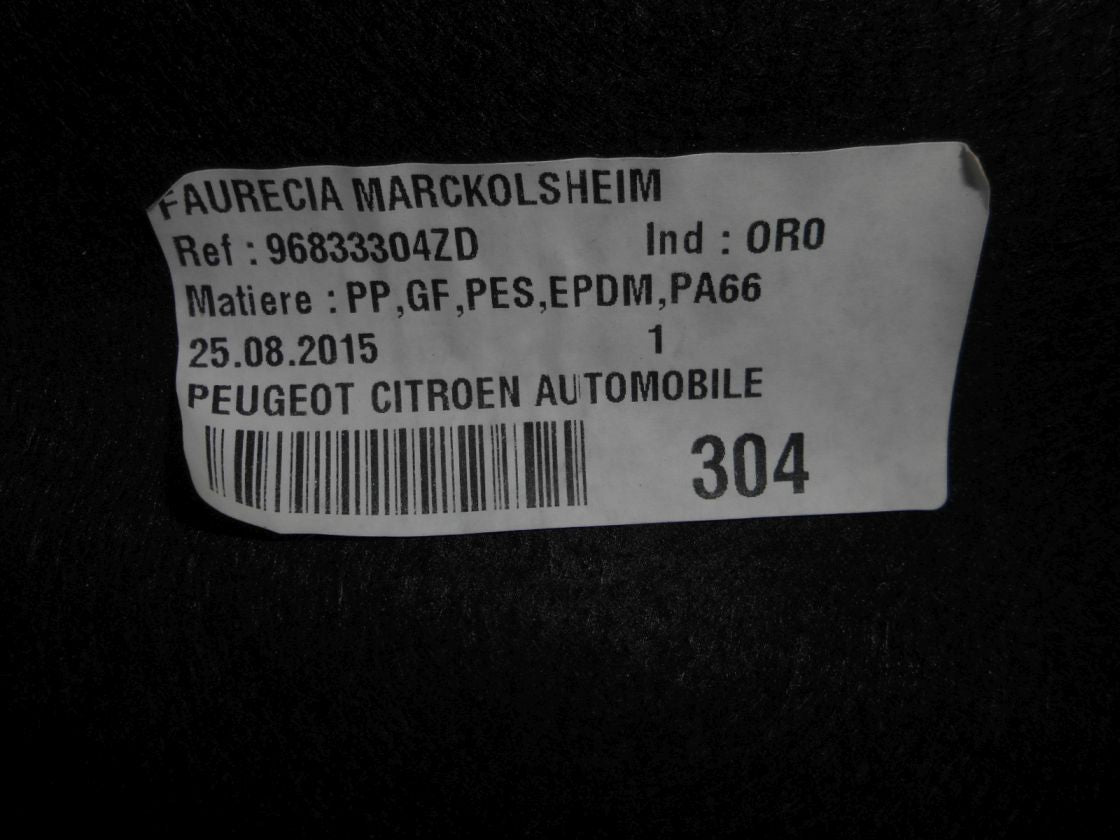 FAURECIA MARCKOLSHEIM
Ref : 96833304ZD Ind : 0R0
Matiere : PP,GF,PES,EPDM,PA66
25.08.2015 1
PEUGEOT CITROEN AUTOMOBILE
304